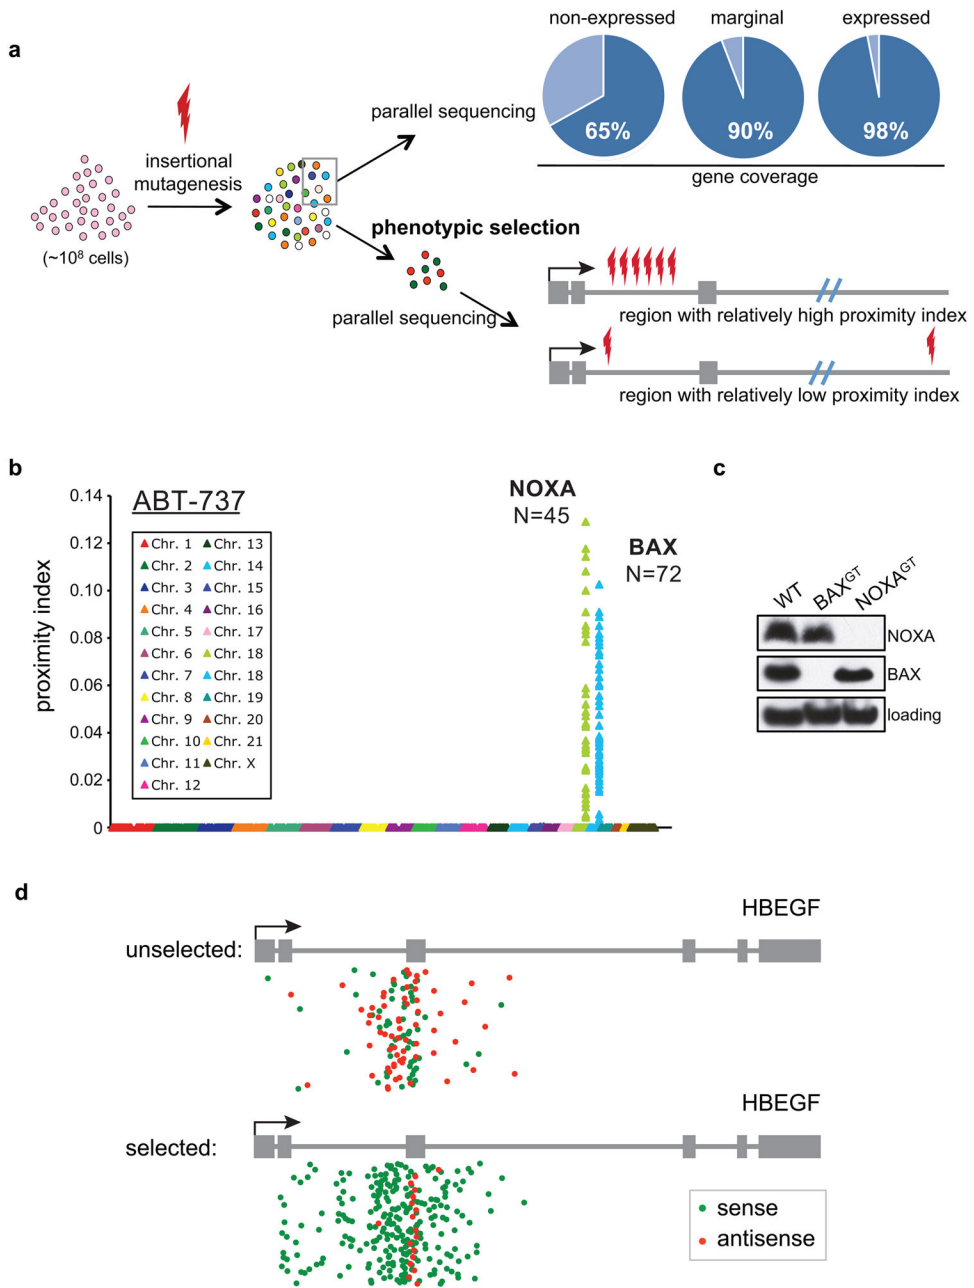 a
non-expressed
marginal
expressed
65%
90%
98%
gene coverage
parallel sequencing
insertional
mutagenesis
(~10⁸ cells)
phenotypic selection
parallel sequencing
region with relatively high proximity index
region with relatively low proximity index
b
ABT-737
proximity index
0.14
0.12
0.10
0.08
0.06
0.04
0.02
0
Chr. 1
Chr. 2
Chr. 3
Chr. 4
Chr. 5
Chr. 6
Chr. 7
Chr. 8
Chr. 9
Chr. 10
Chr. 11
Chr. 12
Chr. 13
Chr. 14
Chr. 15
Chr. 16
Chr. 17
Chr. 18
Chr. 18
Chr. 19
Chr. 20
Chr. 21
Chr. X
NOXA
N=45
BAX
N=72
c
WT
BAXᴳᵀ
NOXAᴳᵀ
NOXA
BAX
loading
d
HBEGF
unselected:
HBEGF
selected:
sense
antisense